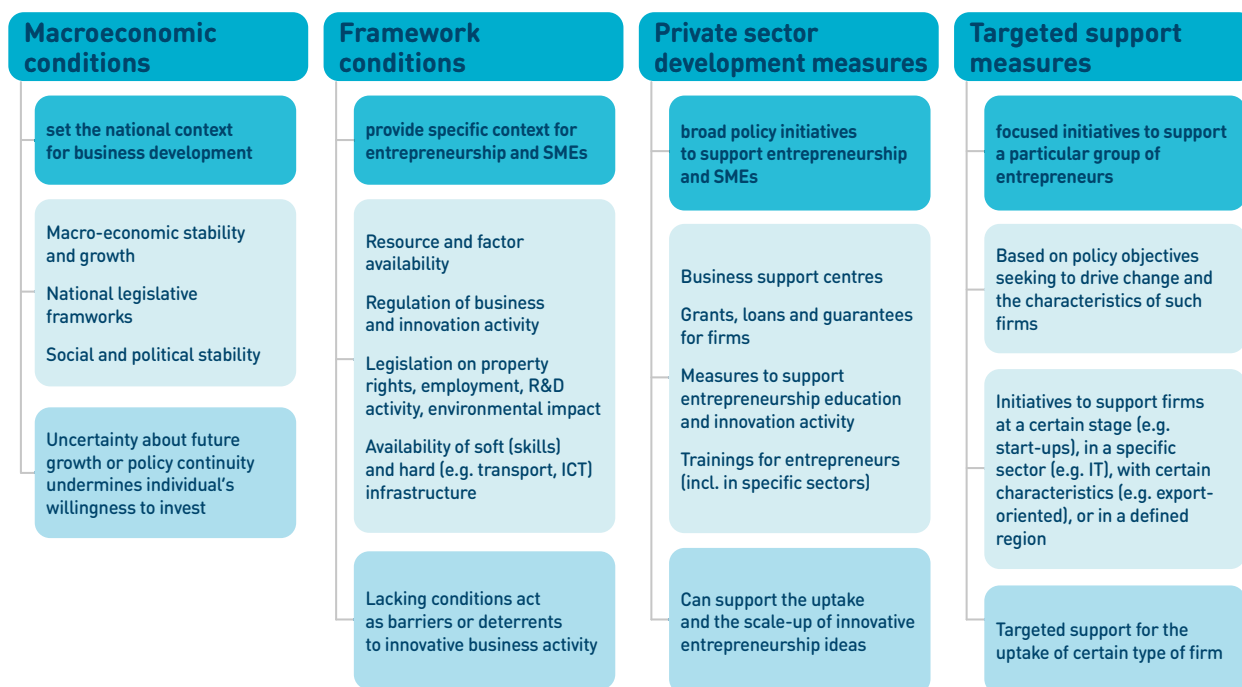 Macroeconomic
conditions
set the national context
for business development
Macro-economic stability
and growth
National legislative
framworks
Social and political stability
Uncertainty about future
growth or policy continuity
undermines individual's
willingness to invest
Framework
conditions
provide specific context for
entrepreneurship and SMEs
Resource and factor
availability
Regulation of business
and innovation activity
Legislation on property
rights, employment, R&D
activity, environmental impact
Availability of soft (skills)
and hard (e.g. transport, ICT)
infrastructure
Lacking conditions act
as barriers or deterrents
to innovative business activity
Private sector
development measures
broad policy initiatives
to support entrepreneurship
and SMEs
Business support centres
Grants, loans and guarantees
for firms
Measures to support
entrepreneurship education
and innovation activity
Trainings for entrepreneurs
(incl. in specific sectors)
Can support the uptake
and the scale-up of innovative
entrepreneurship ideas
Targeted support
measures
focused initiatives to support
a particular group of
entrepreneurs
Based on policy objectives
seeking to drive change and
the characteristics of such
firms
Initiatives to support firms
at a certain stage (e.g.
start-ups), in a specific
sector (e.g. IT), with certain
characteristics (e.g. export-
oriented), or in a defined
region
Targeted support for the
uptake of certain type of firm